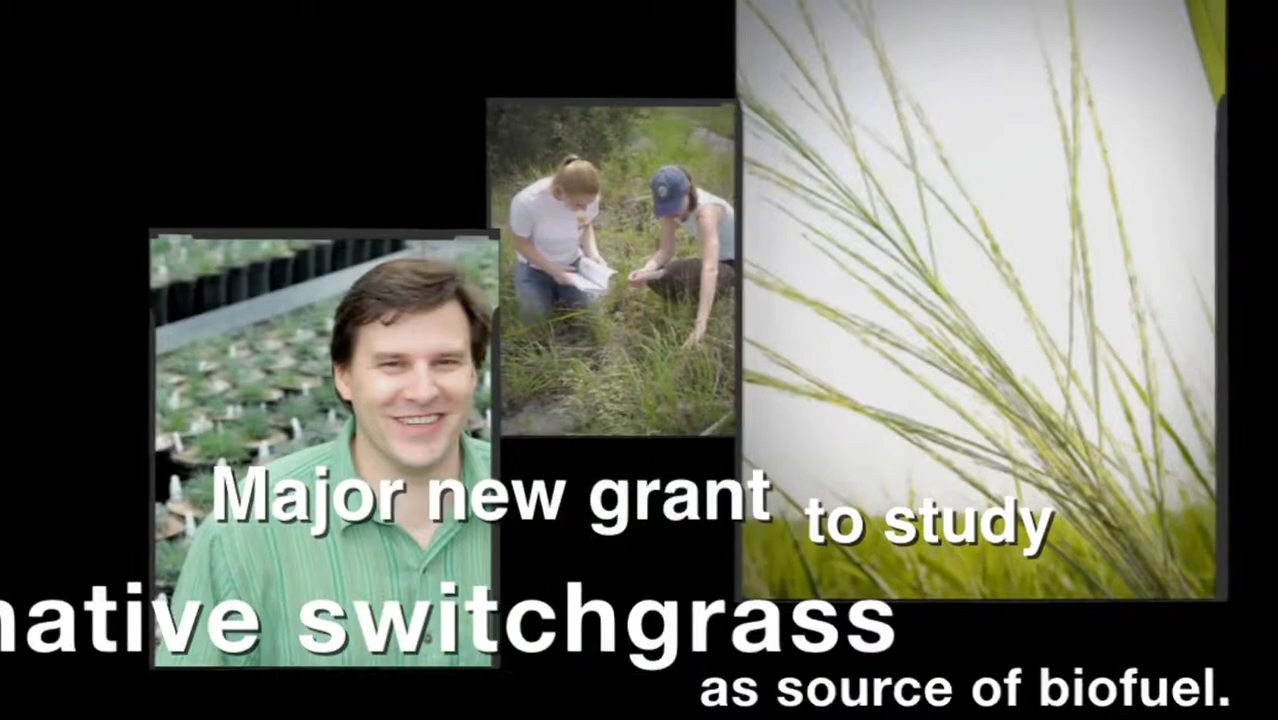 Major new grant to study
native switchgrass
as source of biofuel.